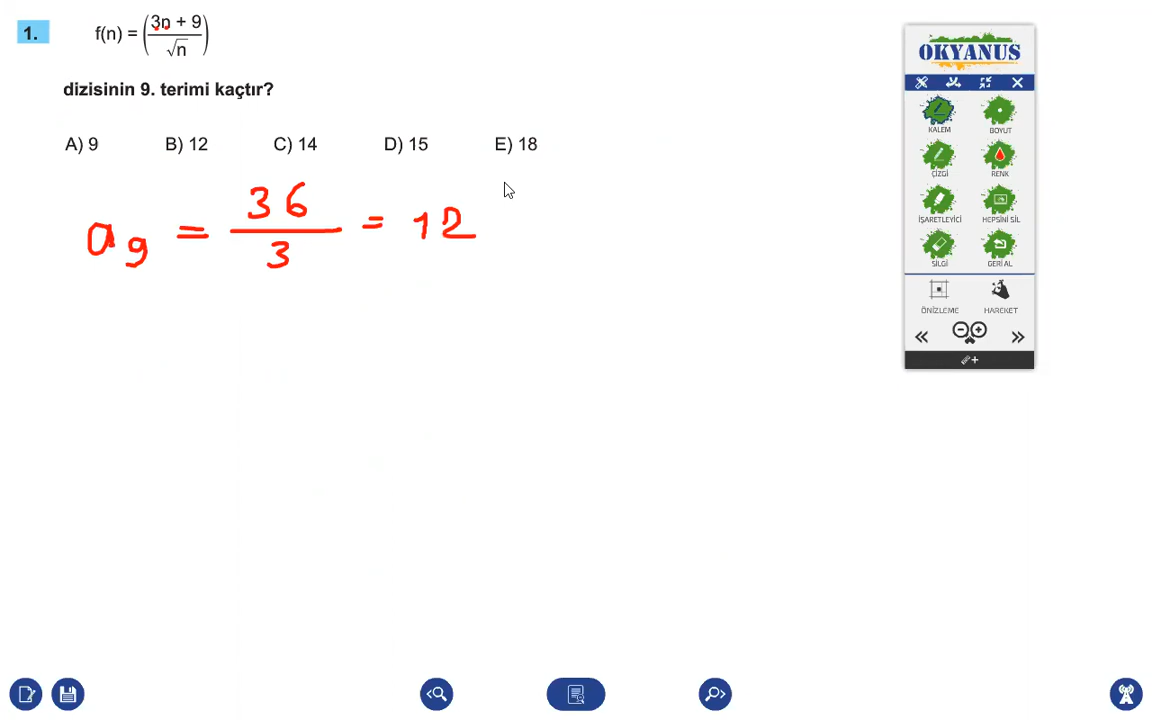 1.
f(n) = (3n + 9 / √n)
dizisinin 9. terimi kaçtır?
A) 9 B) 12 C) 14 D) 15 E) 18
a₉ = 36 / 3 = 12
OKYANUS
KALEM BOYUT
ÇİZGİ RENK
İŞARETLEYİCİ HEPSİNİ SİL
SİLGİ GERİ AL
ÖNİZLEME HAREKET